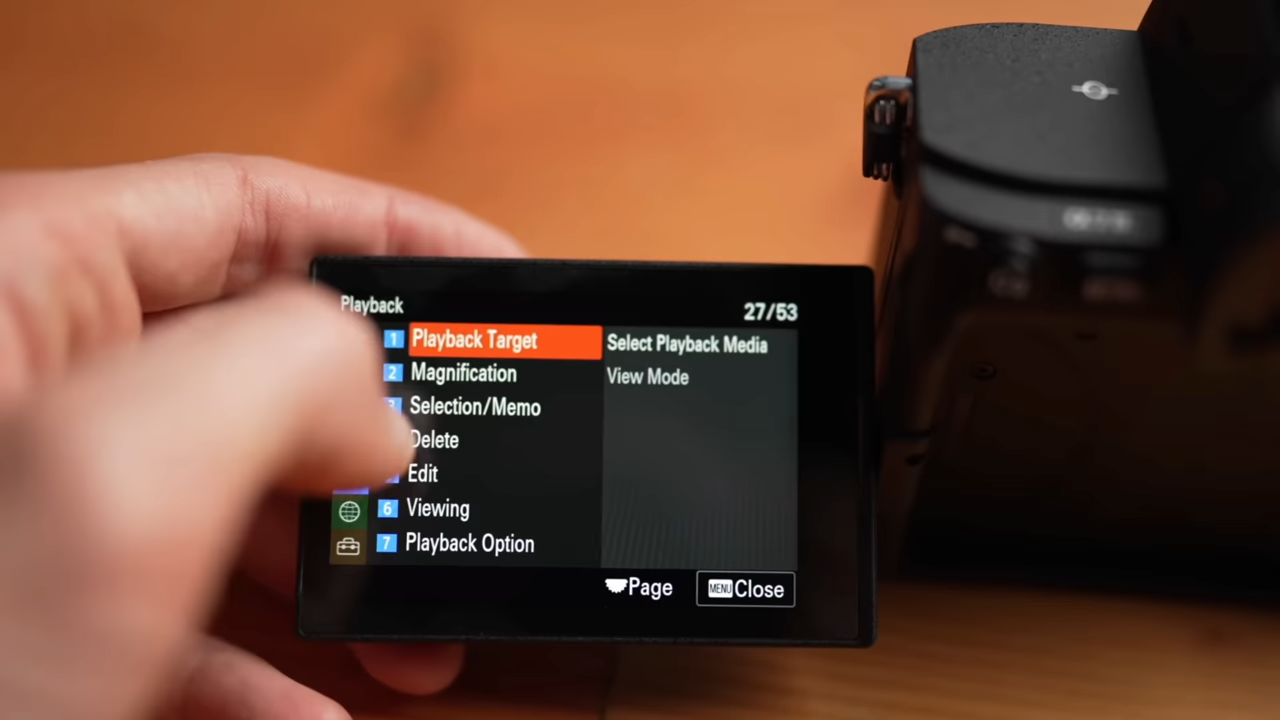 Playback
27/53
1 Playback Target
Select Playback Media
2 Magnification
View Mode
3 Selection/Memo
Delete
Edit
6 Viewing
7 Playback Option
Page
MENU Close